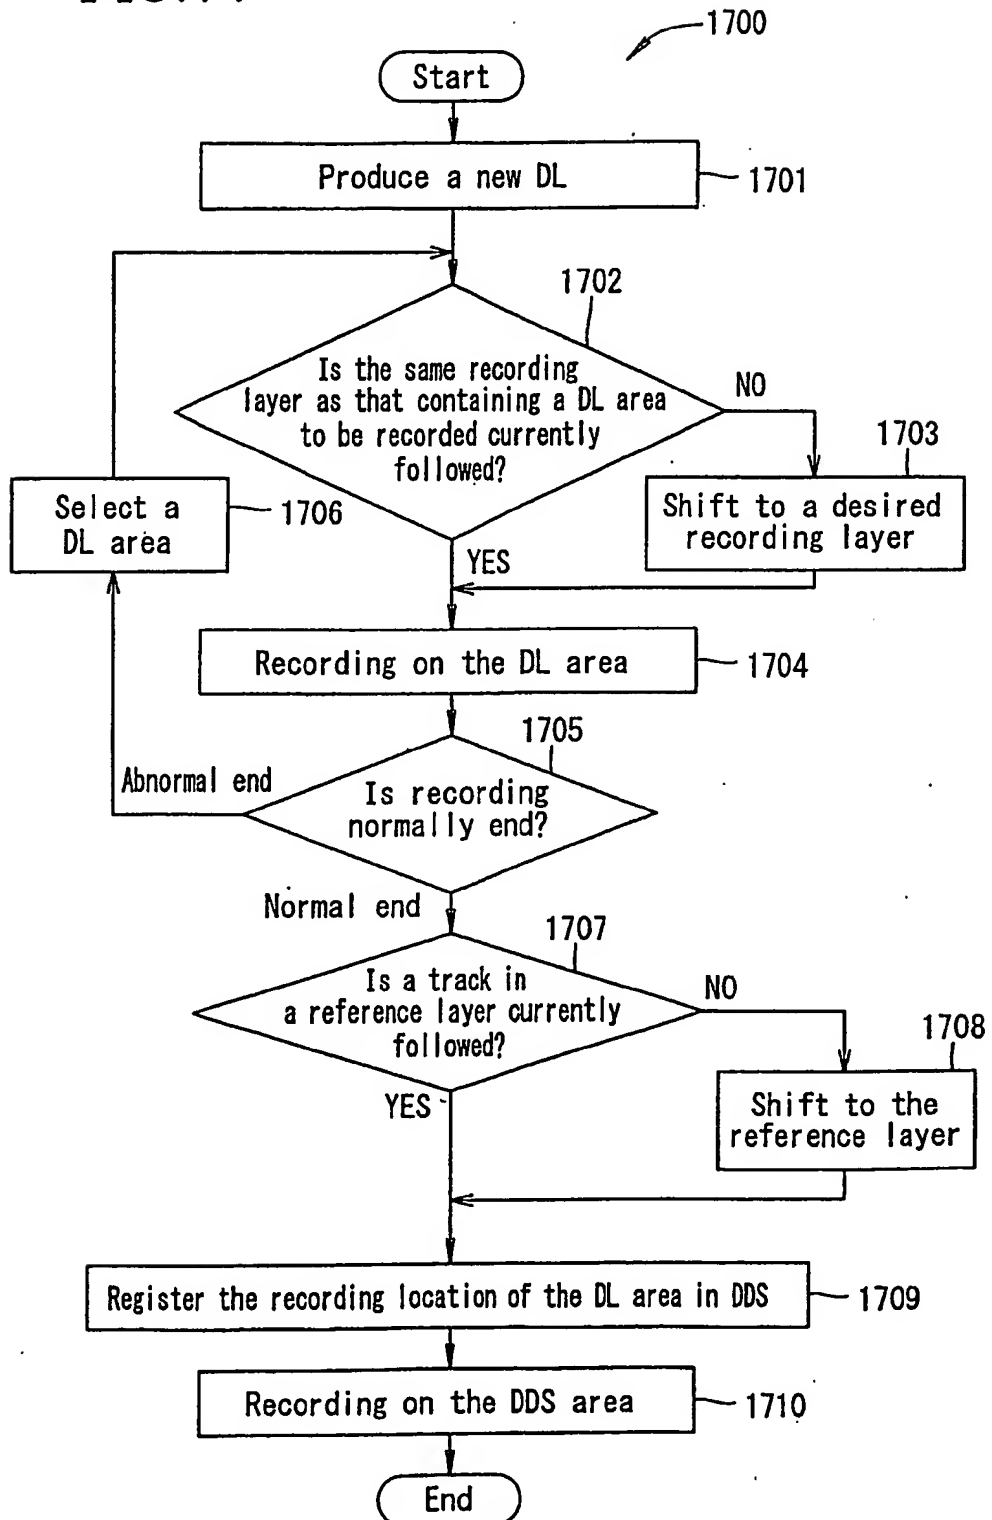 1700
Start
Produce a new DL
1701
1702
Is the same recording
layer as that containing a DL area
to be recorded currently
followed?
NO
1703
Shift to a desired
recording layer
Select a
DL area
1706
YES
Recording on the DL area
1704
1705
Abnormal end
Is recording
normally end?
Normal end
1707
Is a track in
a reference layer currently
followed?
NO
1708
Shift to the
reference layer
YES
Register the recording location of the DL area in DDS
1709
Recording on the DDS area
1710
End